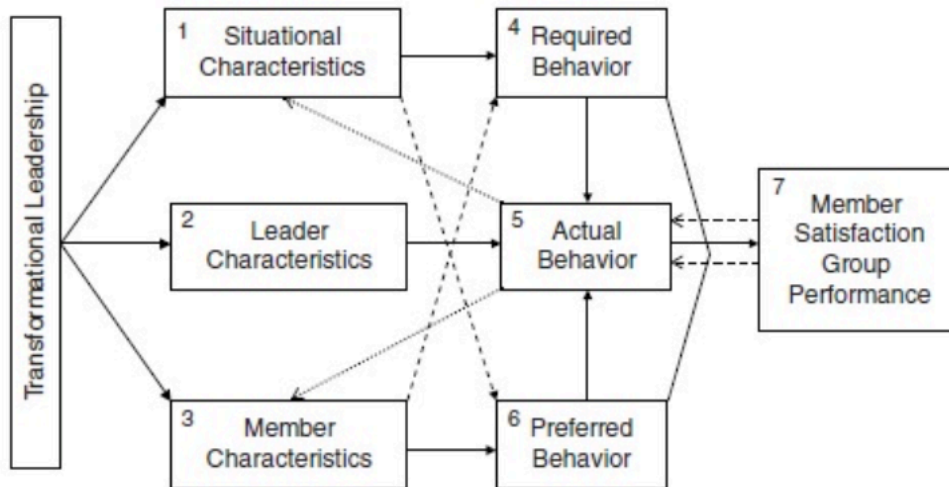 Transformational Leadership
1 Situational
Characteristics
4 Required
Behavior
2 Leader
Characteristics
5 Actual
Behavior
7 Member
Satisfaction
Group
Performance
3 Member
Characteristics
6 Preferred
Behavior